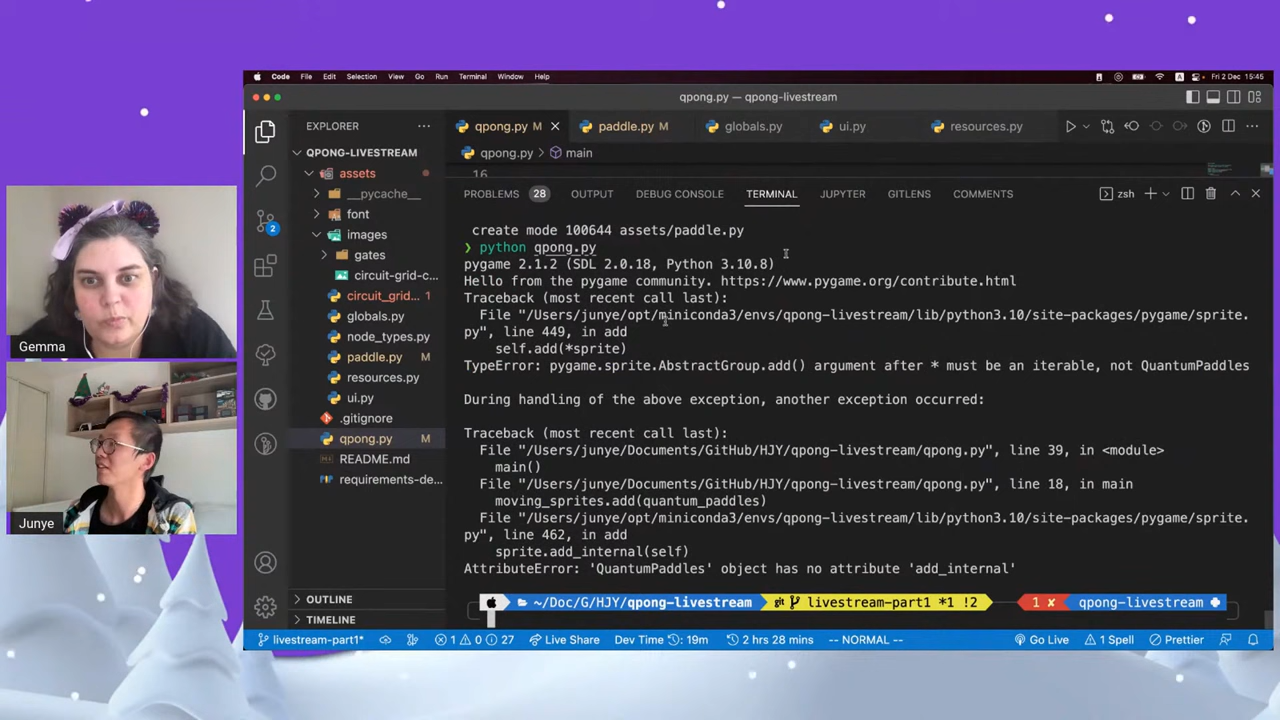 Code File Edit Selection View Go Run Terminal Window Help
Fri 2 Dec 15:45
qpong.py — qpong-livestream
EXPLORER
qpong.py M
paddle.py M
globals.py
ui.py
resources.py
QPONG-LIVESTREAM
qpong.py > main
assets
16
__pycache__
PROBLEMS 28 OUTPUT DEBUG CONSOLE TERMINAL JUPYTER GITLENS COMMENTS
zsh
font
images
gates
circuit-grid-c...
circuit_grid... 1
globals.py
node_types.py
paddle.py M
resources.py
ui.py
.gitignore
qpong.py M
README.md
requirements-de...
OUTLINE
TIMELINE
2
create mode 100644 assets/paddle.py
❯ python qpong.py
pygame 2.1.2 (SDL 2.0.18, Python 3.10.8)
Hello from the pygame community. https://www.pygame.org/contribute.html
Traceback (most recent call last):
File "/Users/junye/opt/miniconda3/envs/qpong-livestream/lib/python3.10/site-packages/pygame/sprite.
py", line 449, in add
self.add(*sprite)
TypeError: pygame.sprite.AbstractGroup.add() argument after * must be an iterable, not QuantumPaddles
During handling of the above exception, another exception occurred:
Traceback (most recent call last):
File "/Users/junye/Documents/GitHub/HJY/qpong-livestream/qpong.py", line 39, in <module>
main()
File "/Users/junye/Documents/GitHub/HJY/qpong-livestream/qpong.py", line 18, in main
moving_sprites.add(quantum_paddles)
File "/Users/junye/opt/miniconda3/envs/qpong-livestream/lib/python3.10/site-packages/pygame/sprite.
py", line 462, in add
sprite.add_internal(self)
AttributeError: 'QuantumPaddles' object has no attribute 'add_internal'
~/Doc/G/HJY/qpong-livestream git livestream-part1 *1 !2 1 ✘ qpong-livestream
livestream-part1* 1 0 27 Live Share Dev Time : 19m 2 hrs 28 mins -- NORMAL -- Go Live 1 Spell Prettier
Gemma
Junye